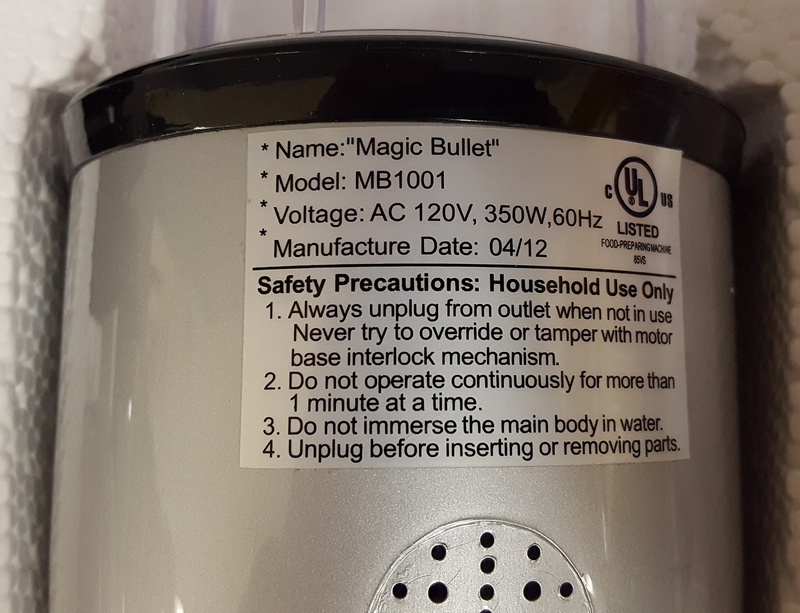 * Name:"Magic Bullet"
* Model: MB1001
* Voltage: AC 120V, 350W,60Hz
* Manufacture Date: 04/12
C UL US
®
LISTED
FOOD-PREPARING MACHINE
85VS
Safety Precautions: Household Use Only
1. Always unplug from outlet when not in use
Never try to override or tamper with motor
base interlock mechanism.
2. Do not operate continuously for more than
1 minute at a time.
3. Do not immerse the main body in water.
4. Unplug before inserting or removing parts.